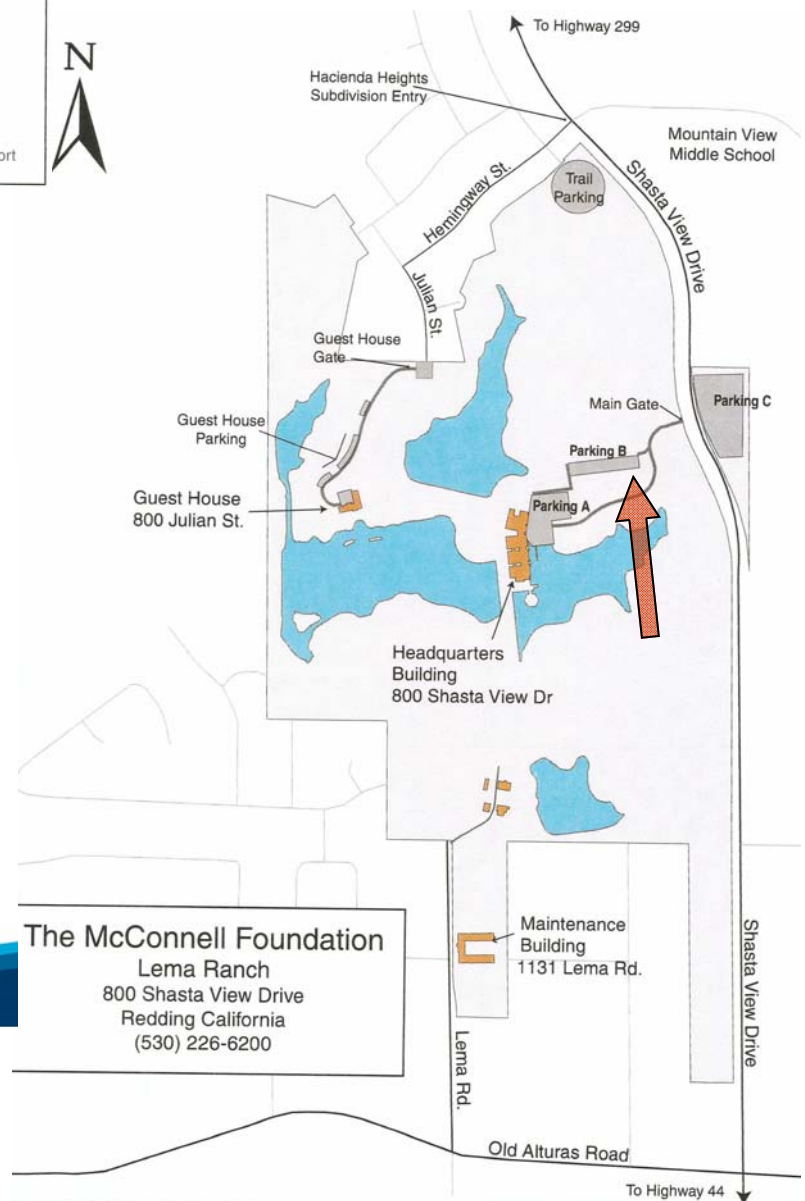 To Highway 299
N
ort
Hacienda Heights
Subdivision Entry
Mountain View
Middle School
Trail
Parking
Hemingway St.
Shasta View Drive
Julian St.
Guest House
Gate
Main Gate
Parking C
Guest House
Parking
Parking B
Guest House
800 Julian St.
Parking A
Headquarters
Building
800 Shasta View Dr
The McConnell Foundation
Lema Ranch
800 Shasta View Drive
Redding California
(530) 226-6200
Maintenance
Building
1131 Lema Rd.
Shasta View Drive
Lema Rd.
Old Alturas Road
To Highway 44